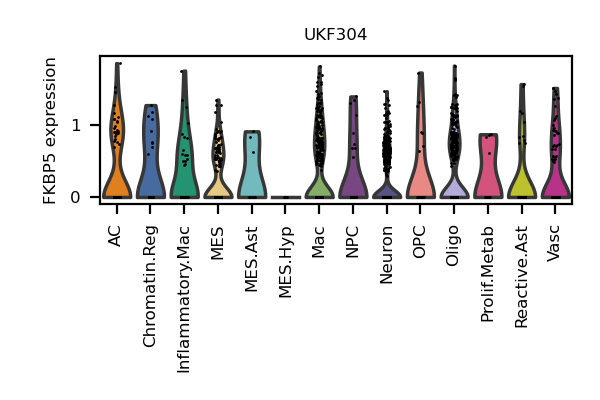 UKF304
FKBP5 expression
1
0
AC
Chromatin.Reg
Inflammatory.Mac
MES
MES.Ast
MES.Hyp
Mac
NPC
Neuron
OPC
Oligo
Prolif.Metab
Reactive.Ast
Vasc